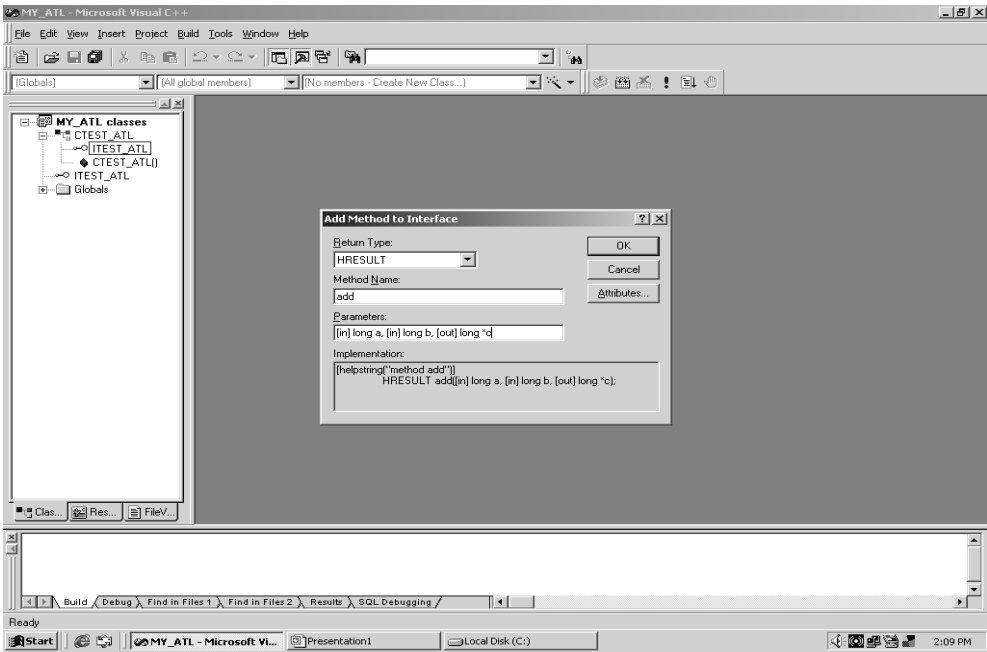 MY_ATL - Microsoft Visual C++
File Edit View Insert Project Build Tools Window Help
(Globals) (All global members) (No members - Create New Class...)
MY_ATL classes
CTEST_ATL
ITEST_ATL
CTEST_ATL()
ITEST_ATL
Globals
Add Method to Interface
Return Type:
HRESULT
OK
Cancel
Method Name:
add
Attributes...
Parameters:
[in] long a, [in] long b, [out] long *c
Implementation:
[helpstring("method add")]
HRESULT add([in] long a, [in] long b, [out] long *c);
Clas... Res... FileV...
Build Debug Find in Files 1 Find in Files 2 Results SQL Debugging
Ready
Start MY_ATL - Microsoft Vi... Presentation1 Local Disk (C:) 2:09 PM